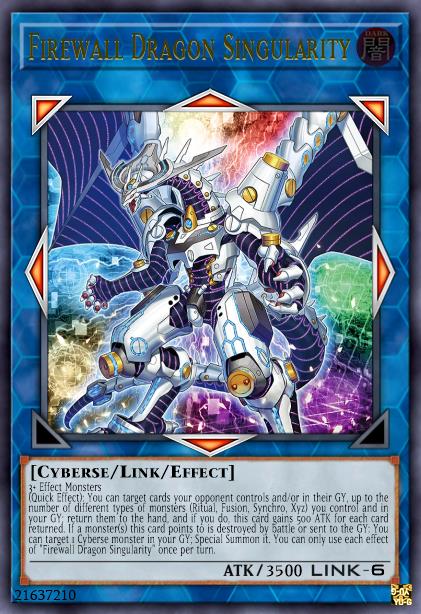 FIREWALL DRAGON SINGULARITY
DARK
闇
[CYBERSE/LINK/EFFECT]
3+ Effect Monsters
(Quick Effect): You can target cards your opponent controls and/or in their GY, up to the
number of different types of monsters (Ritual, Fusion, Synchro, Xyz) you control and in
your GY; return them to the hand, and if you do, this card gains 500 ATK for each card
returned. If a monster(s) this card points to is destroyed by battle or sent to the GY: You
can target 1 Cyberse monster in your GY; Special Summon it. You can only use each
effect of "Firewall Dragon Singularity" once per turn.
ATK/3500 LINK-6
21637210